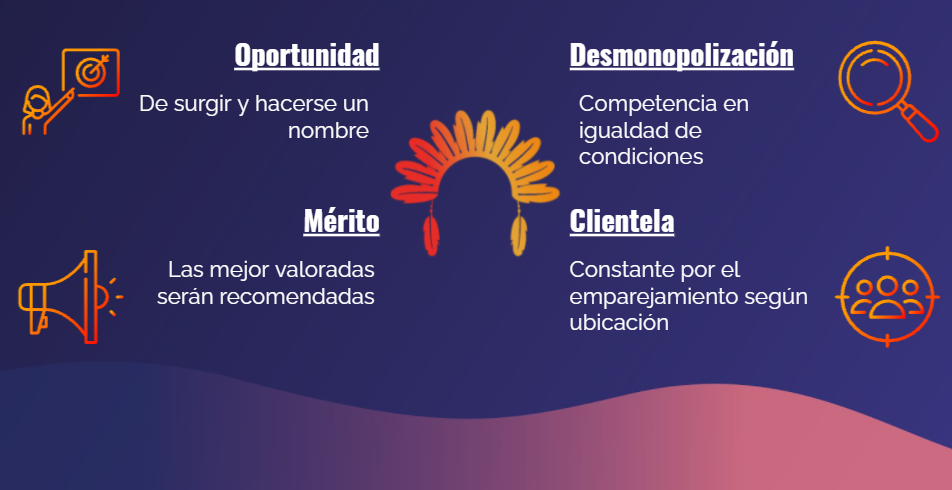 Oportunidad
De surgir y hacerse un
nombre
Desmonopolización
Competencia en
igualdad de
condiciones
Mérito
Las mejor valoradas
serán recomendadas
Clientela
Constante por el
emparejamiento según
ubicación